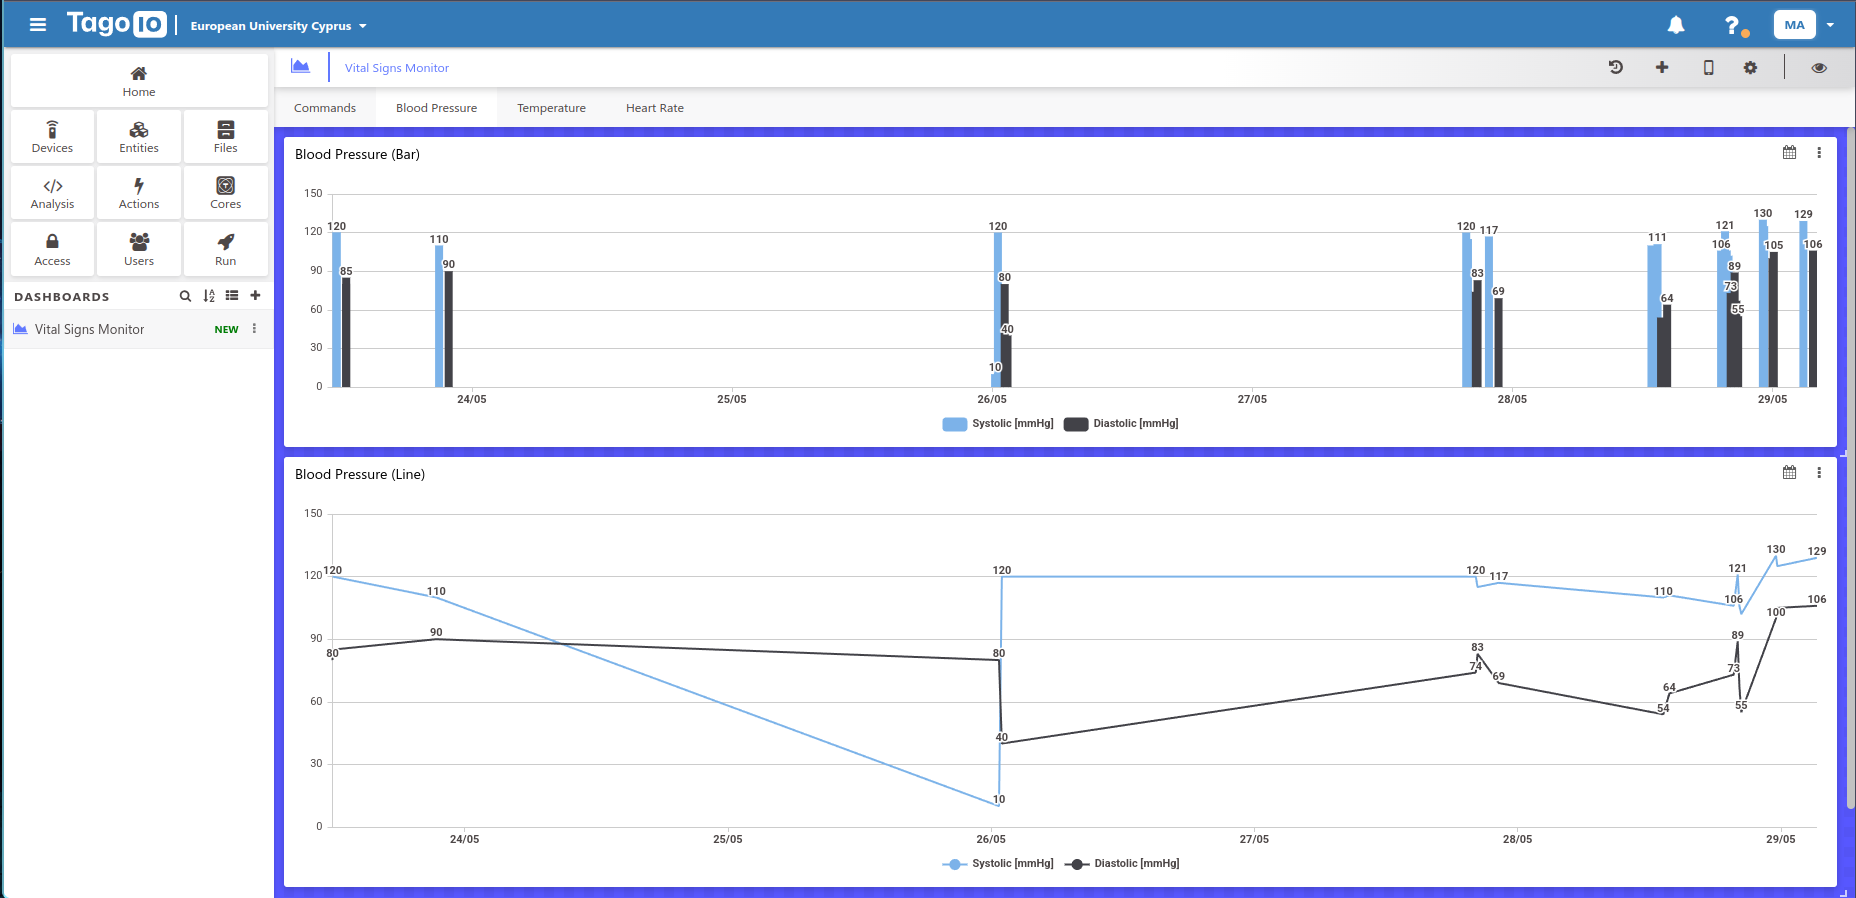 TagoIO
European University Cyprus
?
MA
Home
Devices
Entities
Files
Analysis
Actions
Cores
Access
Users
Run
DASHBOARDS
Vital Signs Monitor
NEW
Vital Signs Monitor
Commands
Blood Pressure
Temperature
Heart Rate
Blood Pressure (Bar)
150
120
90
60
30
0
120
85
110
90
120
80
40
10
120
83
117
69
111
64
121
106
89
73
55
130
105
129
106
24/05
25/05
26/05
27/05
28/05
29/05
Systolic [mmHg]
Diastolic [mmHg]
Blood Pressure (Line)
150
120
90
60
30
0
120
80
110
90
120
80
40
10
120
117
83
74
69
110
64
54
121
106
89
73
55
130
100
129
106
24/05
25/05
26/05
27/05
28/05
29/05
Systolic [mmHg]
Diastolic [mmHg]